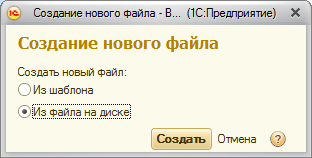 Создание нового файла - В... (1С:Предприятие)
Создание нового файла
Создать новый файл:
Из шаблона
Из файла на диске
Создать Отмена ?